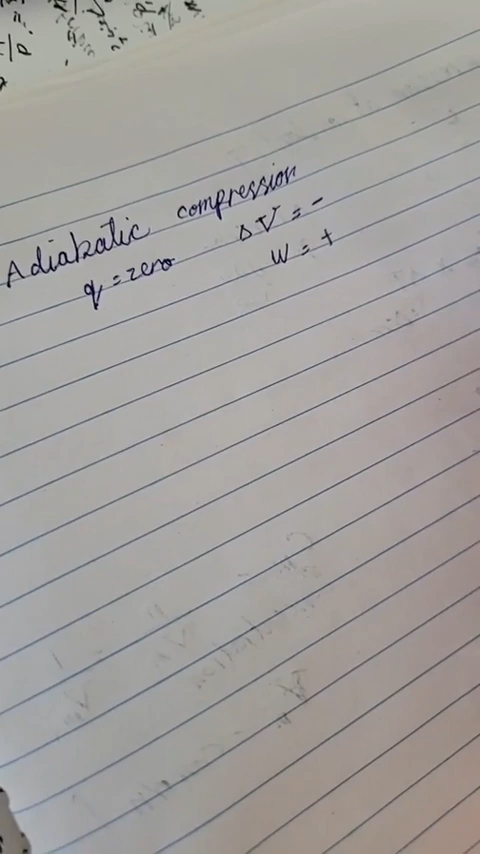 Adiabatic compression
q = zero ΔV = -
W = +